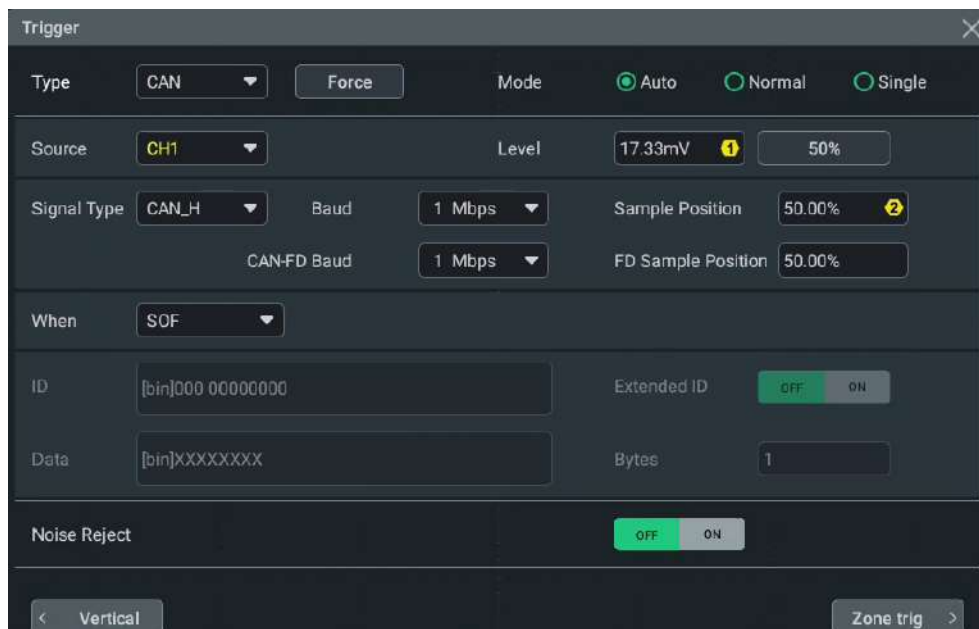 Trigger
Type CAN Force Mode Auto Normal Single
Source CH1 Level 17.33mV 1 50%
Signal Type CAN_H Baud 1 Mbps Sample Position 50.00% 2
CAN-FD Baud 1 Mbps FD Sample Position 50.00%
When SOF
ID [bin]000 00000000 Extended ID OFF ON
Data [bin]XXXXXXXX Bytes 1
Noise Reject OFF ON
< Vertical Zone trig >